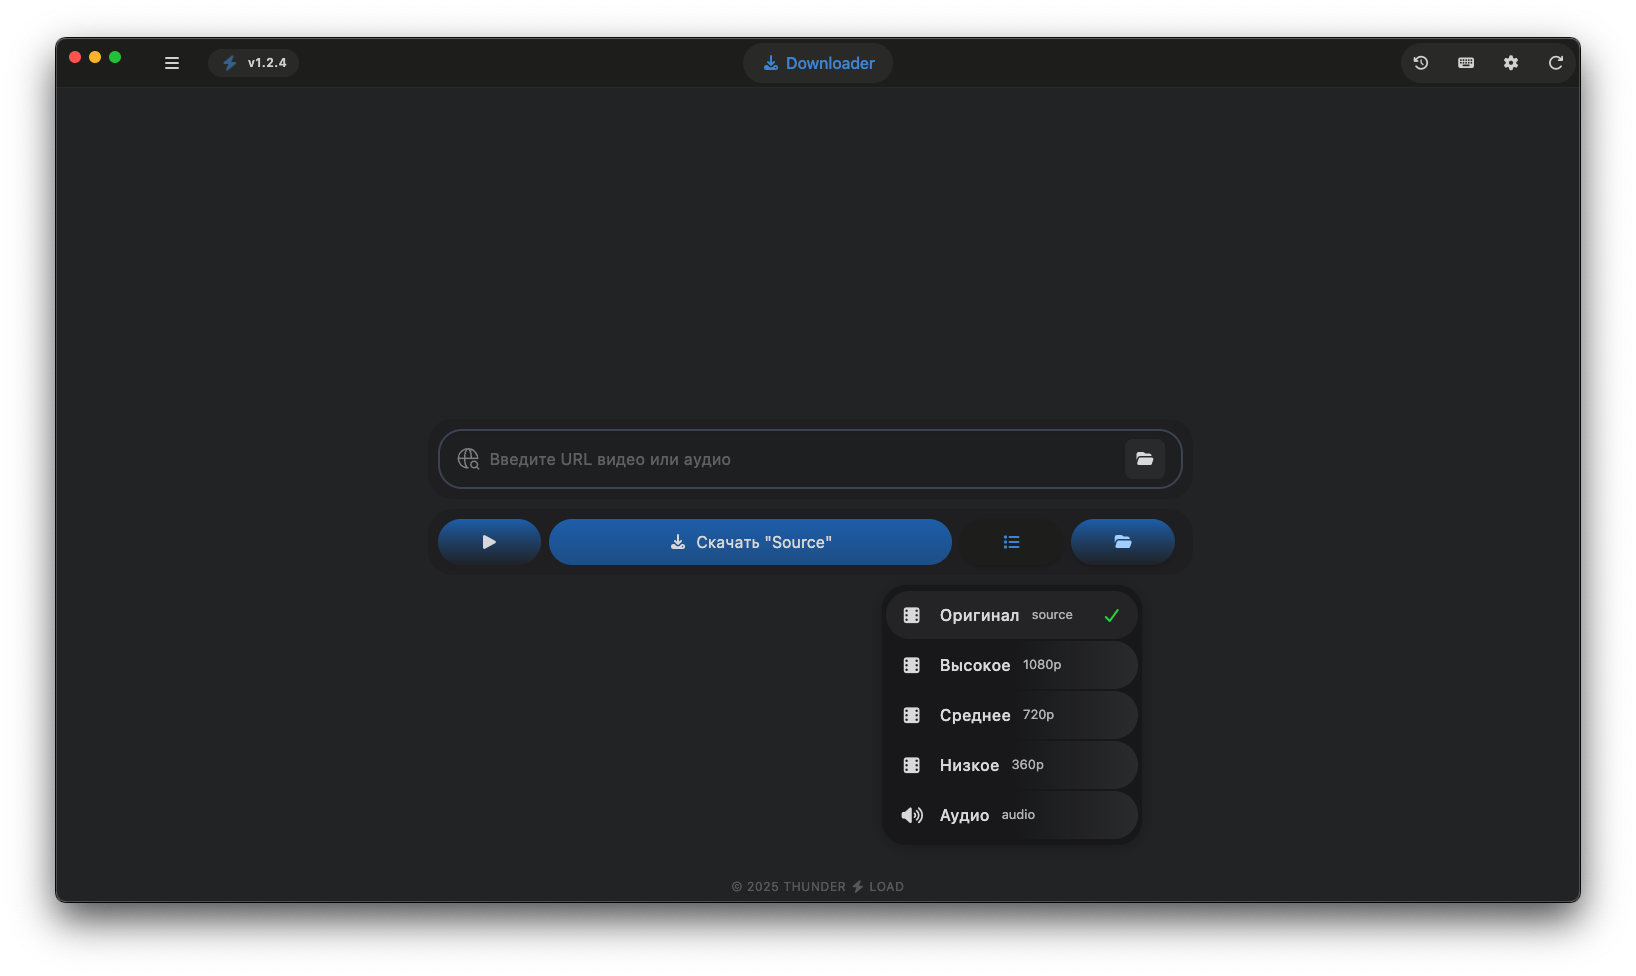 v1.2.4
Downloader
Введите URL видео или аудио
Скачать "Source"
Оригинал source
Высокое 1080p
Среднее 720p
Низкое 360p
Аудио audio
© 2025 THUNDER LOAD